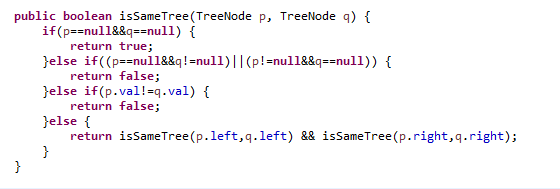 public boolean isSameTree(TreeNode p, TreeNode q) {
    if(p==null&&q==null) {
        return true;
    }else if((p==null&&q!=null)||(p!=null&&q==null)) {
        return false;
    }else if(p.val!=q.val) {
        return false;
    }else {
        return isSameTree(p.left,q.left) && isSameTree(p.right,q.right);
    }
}